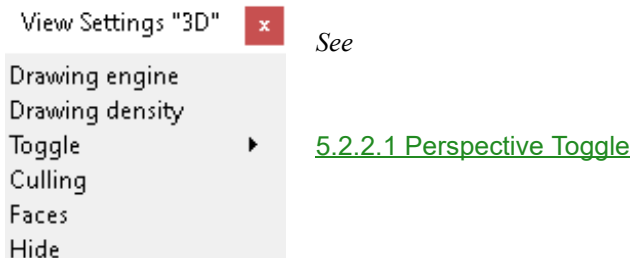 View Settings "3D" x
See
Drawing engine
Drawing density
Toggle
5.2.2.1 Perspective Toggle
Culling
Faces
Hide